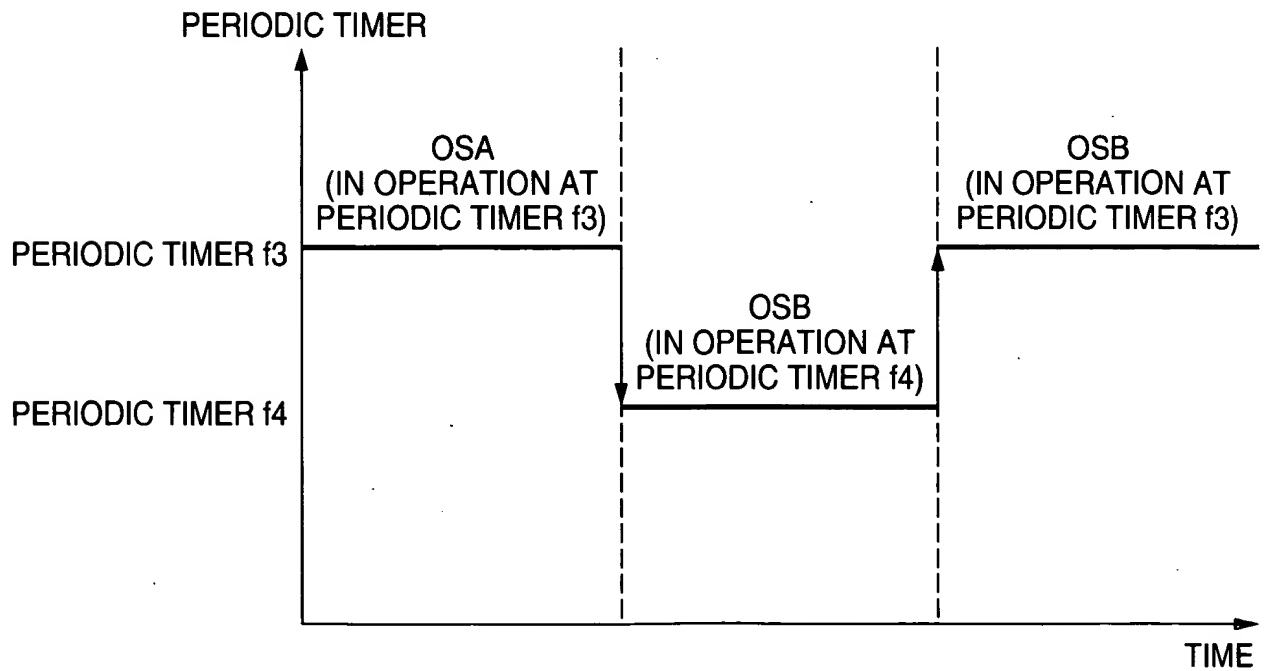 PERIODIC TIMER
OSA
(IN OPERATION AT
PERIODIC TIMER f3)
OSB
(IN OPERATION AT
PERIODIC TIMER f3)
PERIODIC TIMER f3
OSB
(IN OPERATION AT
PERIODIC TIMER f4)
PERIODIC TIMER f4
TIME